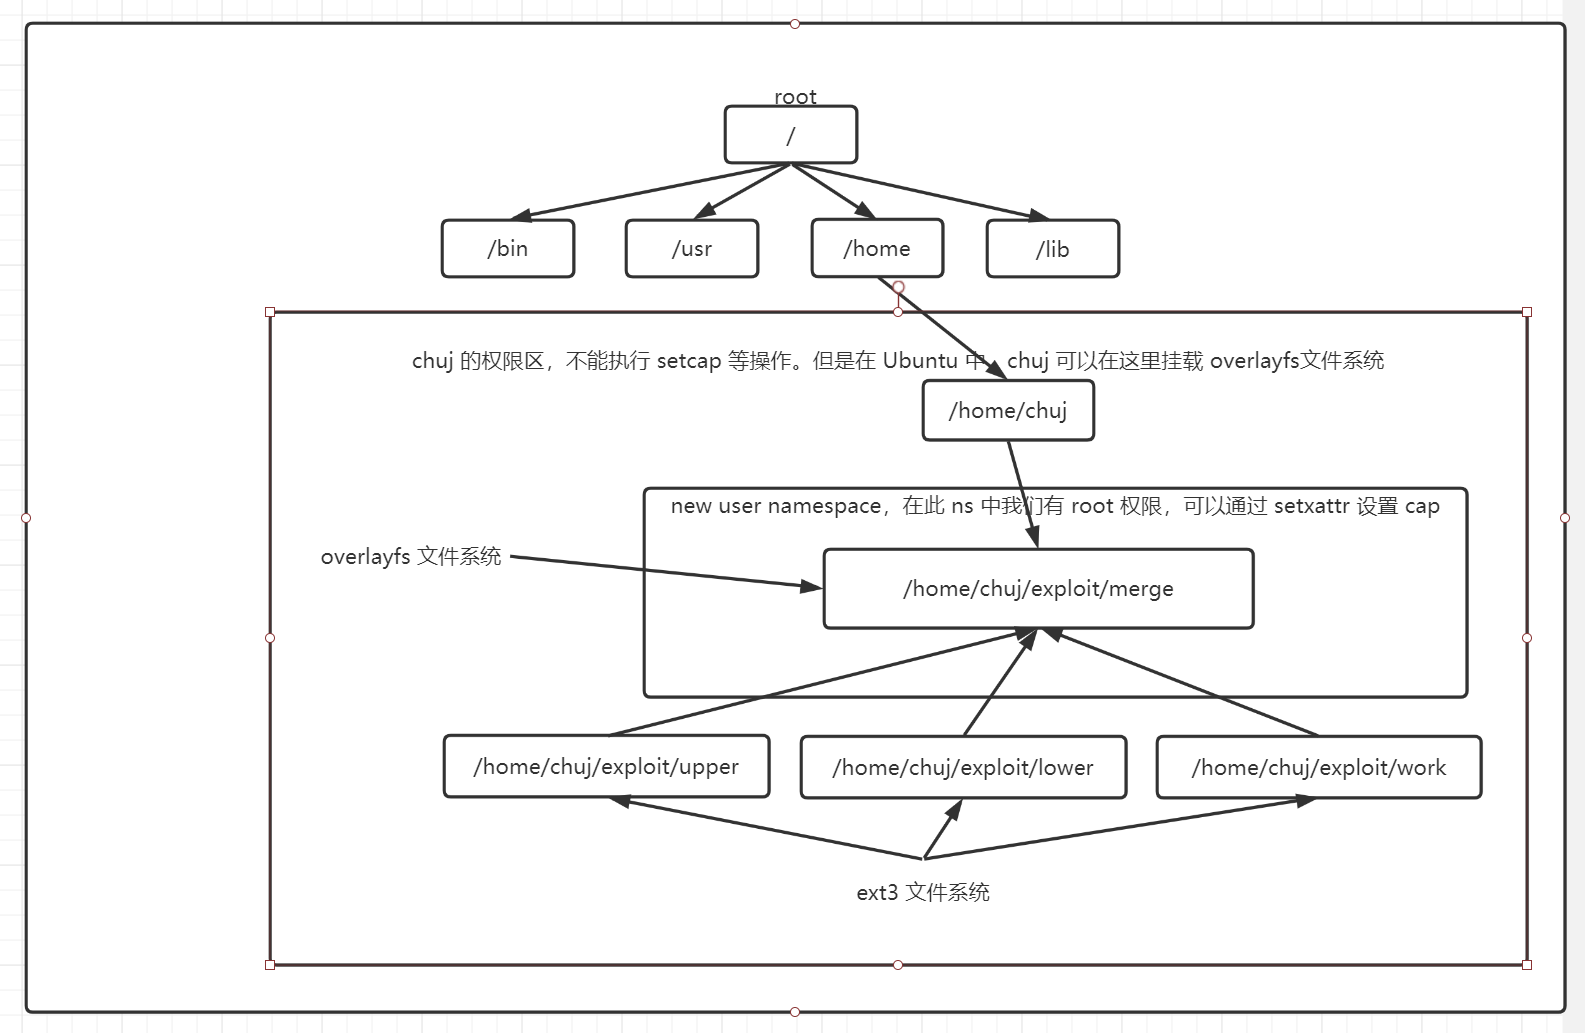 root
/
/bin
/usr
/home
/lib
chuj 的权限区，不能执行 setcap 等操作。但是在 Ubuntu 中，chuj 可以在这里挂载 overlayfs文件系统
/home/chuj
new user namespace，在此 ns 中我们有 root 权限，可以通过 setxattr 设置 cap
overlayfs 文件系统
/home/chuj/exploit/merge
/home/chuj/exploit/upper
/home/chuj/exploit/lower
/home/chuj/exploit/work
ext3 文件系统